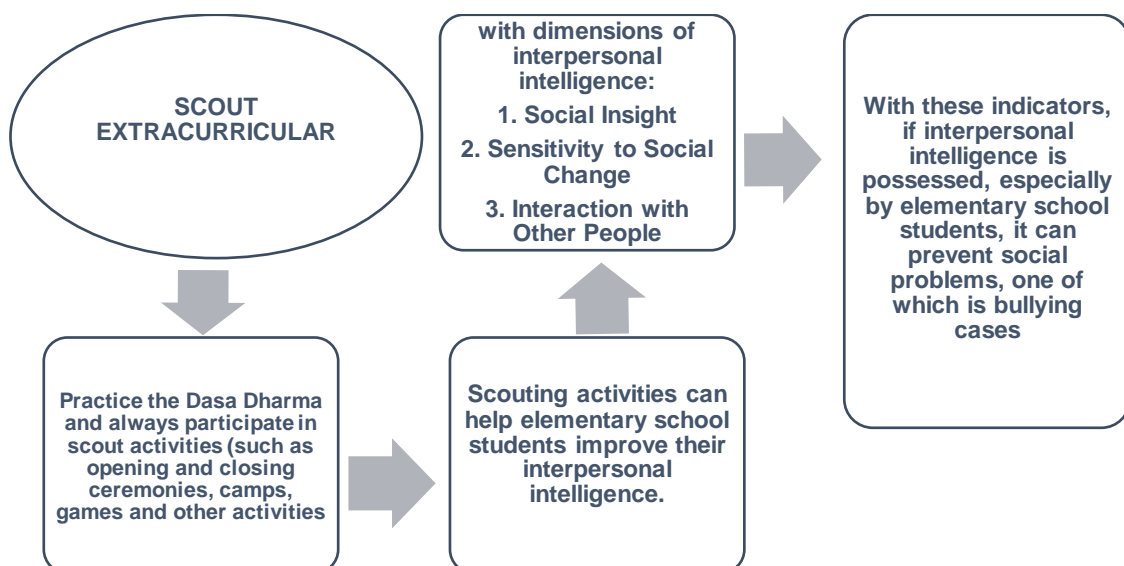 SCOUT
EXTRACURRICULAR
Practice the Dasa Dharma
and always participate in
scout activities (such as
opening and closing
ceremonies, camps,
games and other activities
Scouting activities can
help elementary school
students improve their
interpersonal
intelligence.
with dimensions of
interpersonal
intelligence:
1. Social Insight
2. Sensitivity to Social
Change
3. Interaction with
Other People
With these indicators,
if interpersonal
intelligence is
possessed, especially
by elementary school
students, it can
prevent social
problems, one of
which is bullying
cases